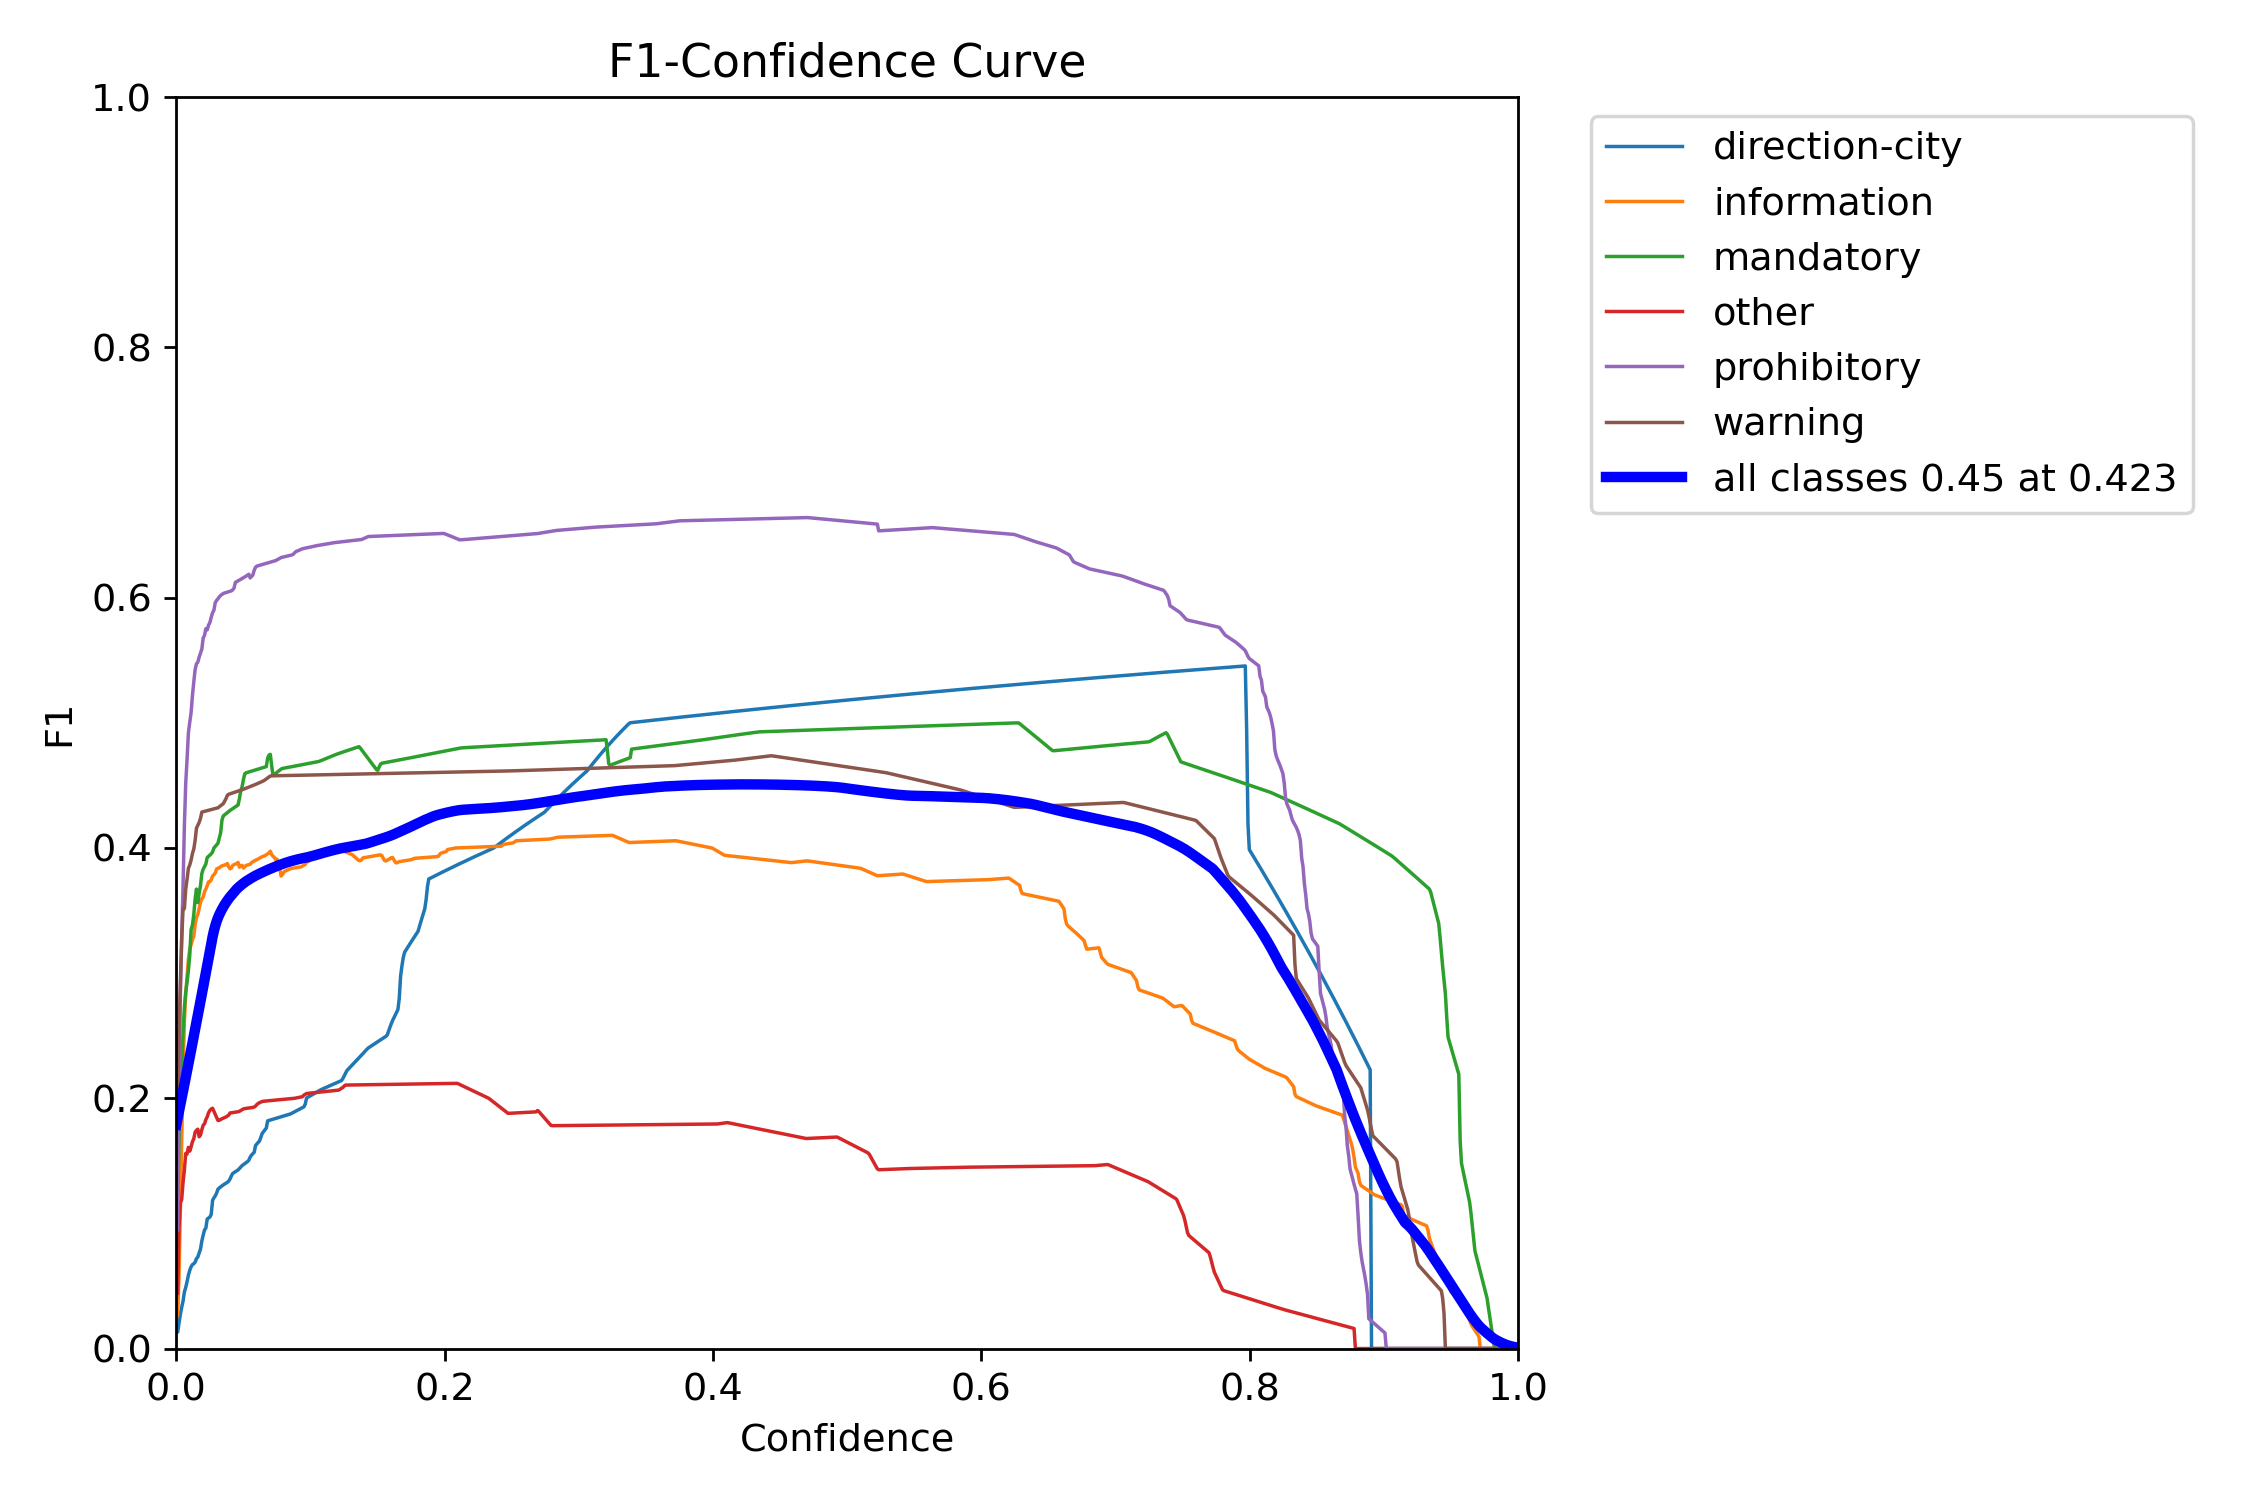 F1-Confidence Curve
1.0
0.8
0.6
0.4
0.2
0.0
F1
0.0 0.2 0.4 0.6 0.8 1.0
Confidence
direction-city
information
mandatory
other
prohibitory
warning
all classes 0.45 at 0.423